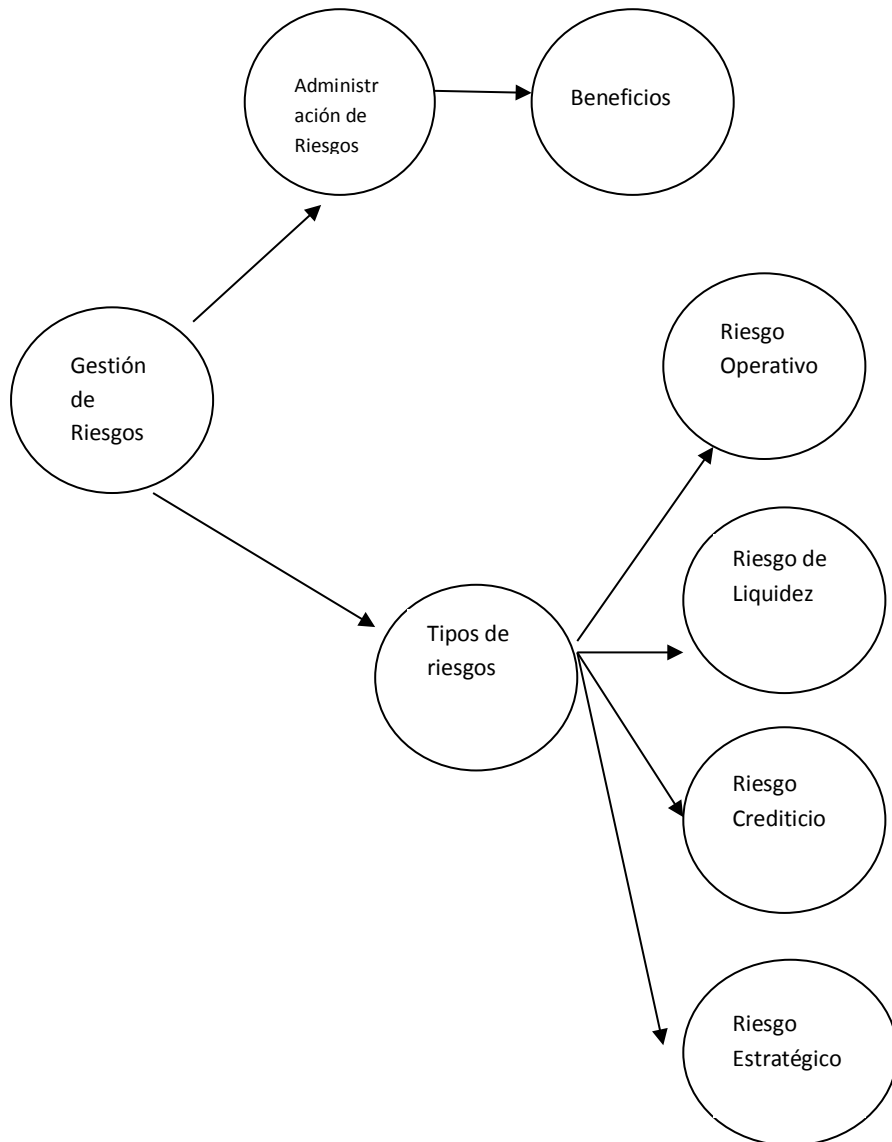 Administr
ación de
Riesgos
Beneficios
Gestión
de
Riesgos
Riesgo
Operativo
Tipos de
riesgos
Riesgo de
Liquidez
Riesgo
Crediticio
Riesgo
Estratégico